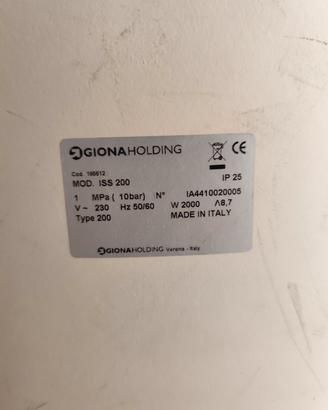 GIONAHOLDING
Cod. 186612
MOD. ISS 200 IP 25
1 MPa ( 10bar) N° IA4410020005
V~ 230 Hz 50/60 W 2000 A8,7
Type 200 MADE IN ITALY
GIONAHOLDING Verona - Italy